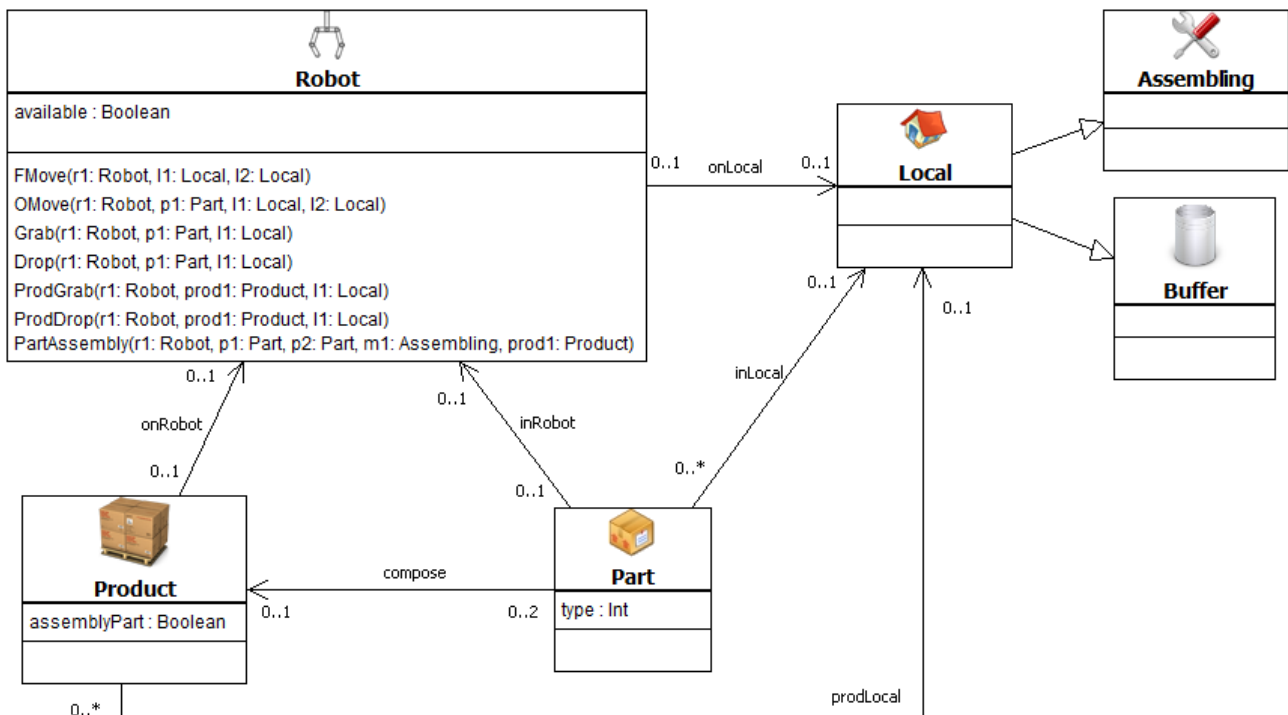 Robot
available : Boolean
FMove(r1: Robot, l1: Local, l2: Local)
OMove(r1: Robot, p1: Part, l1: Local, l2: Local)
Grab(r1: Robot, p1: Part, l1: Local)
Drop(r1: Robot, p1: Part, l1: Local)
ProdGrab(r1: Robot, prod1: Product, l1: Local)
ProdDrop(r1: Robot, prod1: Product, l1: Local)
PartAssembly(r1: Robot, p1: Part, p2: Part, m1: Assembling, prod1: Product)
0..1
onLocal
0..1
Local
Assembling
Buffer
0..1
0..1
0..1
0..1
onRobot
inRobot
inLocal
0..1
0..1
0..*
Product
assemblyPart : Boolean
compose
0..1
0..2
Part
type : Int
0..*
prodLocal